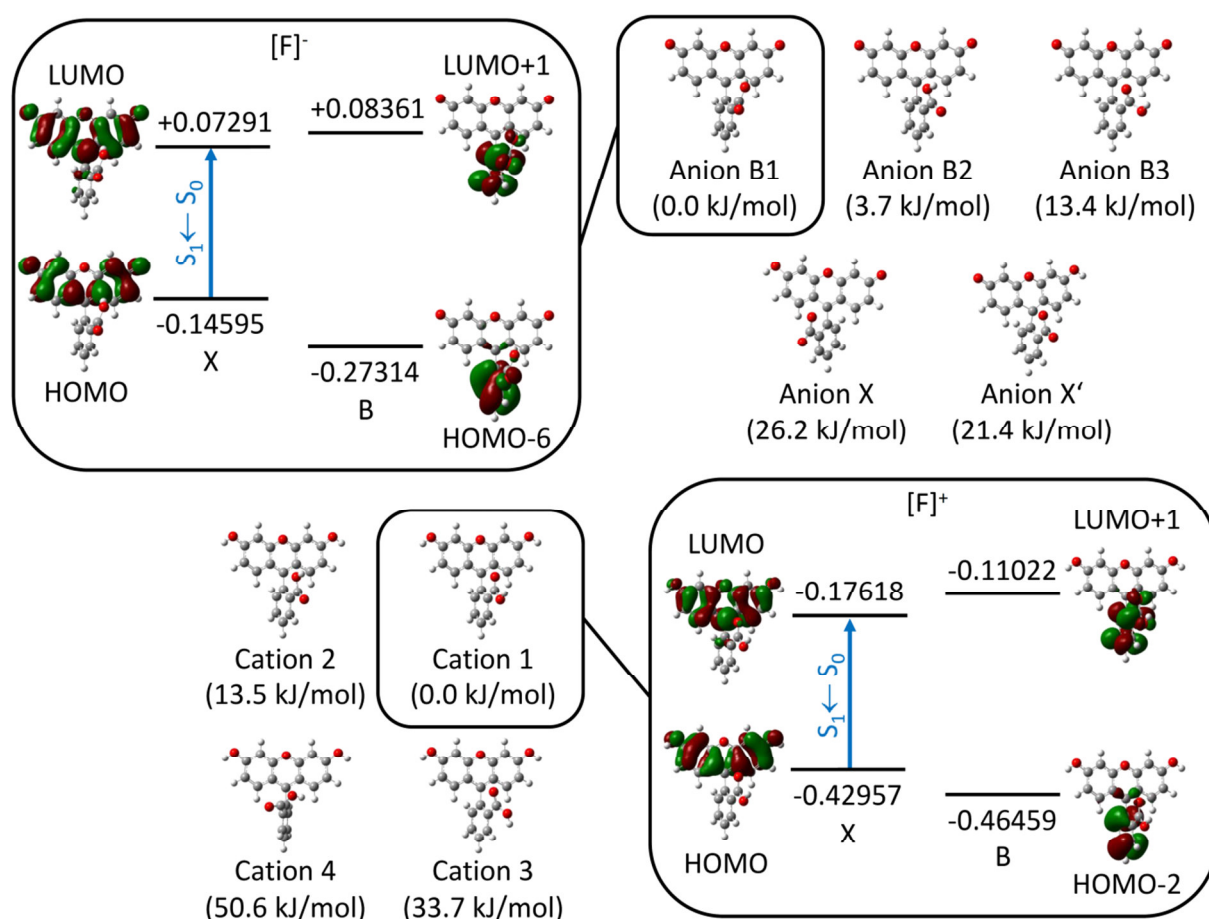 [F]-
LUMO
+0.07291
S1← S0
-0.14595
HOMO
X
LUMO+1
+0.08361
-0.27314
B
HOMO-6
Anion B1
(0.0 kJ/mol)
Anion B2
(3.7 kJ/mol)
Anion B3
(13.4 kJ/mol)
Anion X
(26.2 kJ/mol)
Anion X‘
(21.4 kJ/mol)
Cation 2
(13.5 kJ/mol)
Cation 1
(0.0 kJ/mol)
Cation 4
(50.6 kJ/mol)
Cation 3
(33.7 kJ/mol)
[F]+
LUMO
-0.17618
S1← S0
-0.42957
HOMO
X
LUMO+1
-0.11022
-0.46459
B
HOMO-2